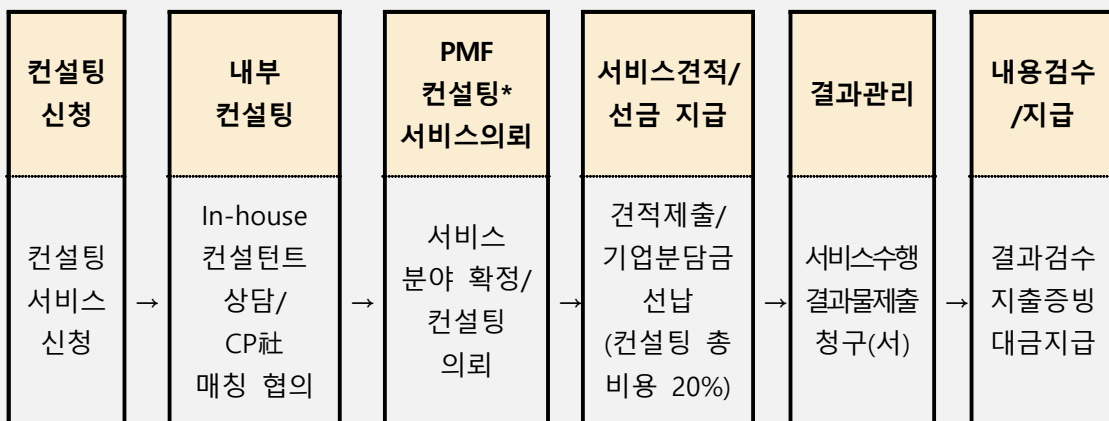 컨설팅
신청
내부
컨설팅
PMF
컨설팅*
서비스의뢰
서비스견적/
선금 지급
결과관리
내용검수
/지급
컨설팅
서비스
신청
→
In-house
컨설턴트
상담/
CP社
매칭 협의
→
서비스
분야 확정/
컨설팅
의뢰
→
견적제출/
기업분담금
선납
(컨설팅 총
비용 20%)
→
서비스수행
결과물제출
청구(서)
→
결과검수
지출증빙
대금지급